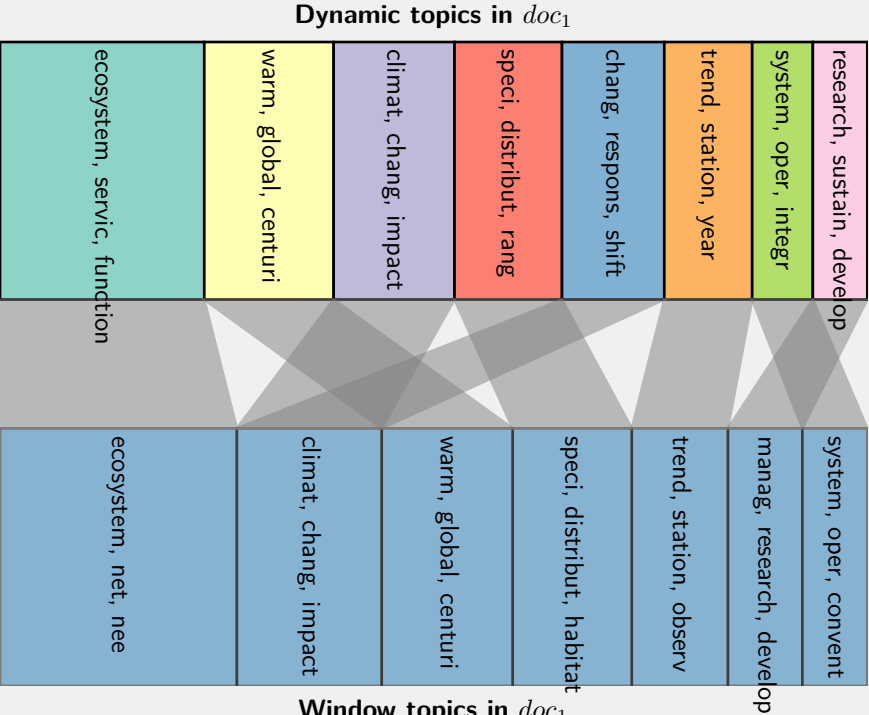 Dynamic topics in doc1
ecosystem, servic, function
warm, global, centuri
climat, chang, impact
speci, distribut, rang
chang, respons, shift
trend, station, year
system, oper, integr
research, sustain, develop
ecosystem, net, nee
climat, chang, impact
warm, global, centuri
speci, distribut, habitat
trend, station, observ
manag, research, develop
system, oper, convent
Window topics in doc1